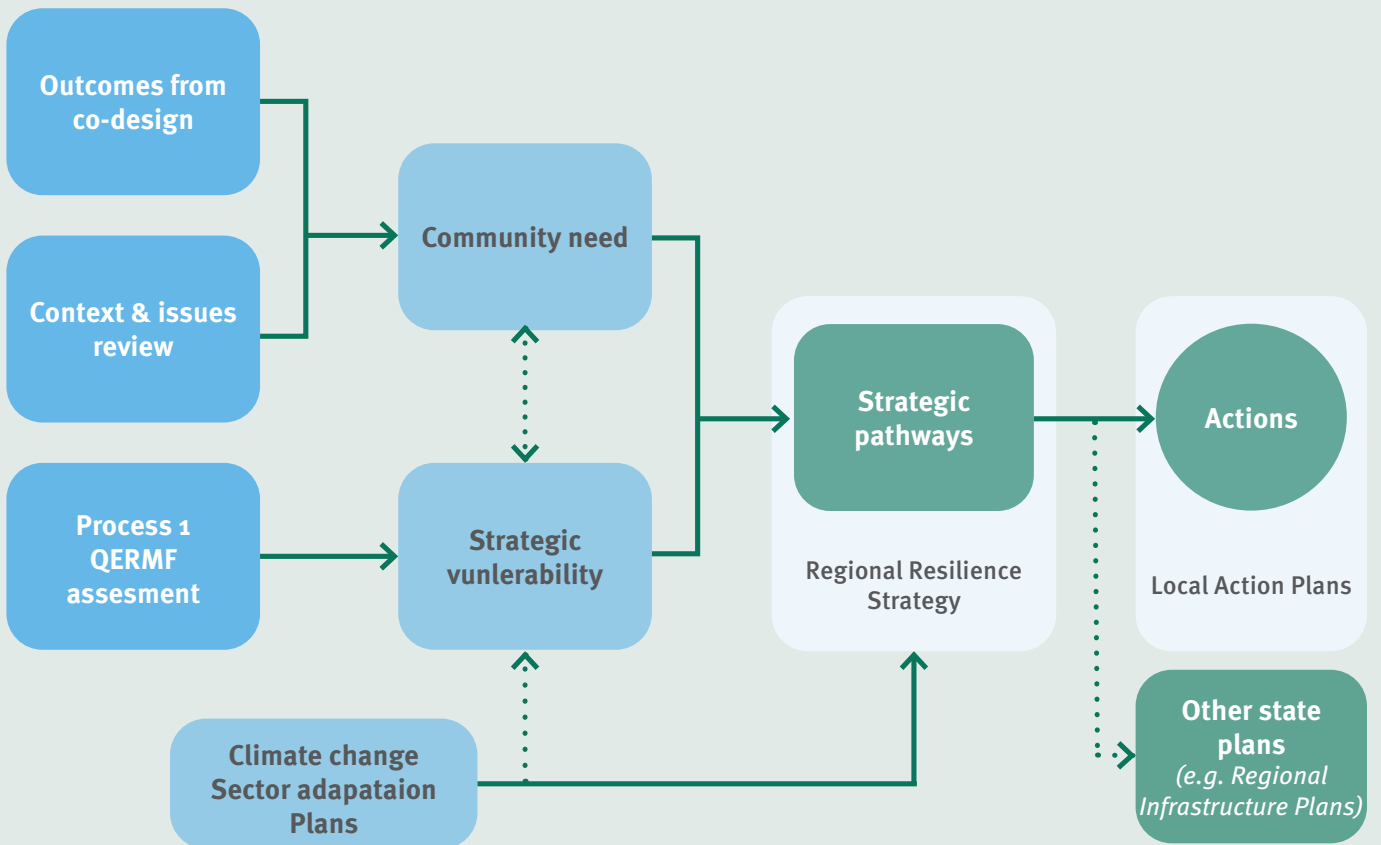 Outcomes from
co-design
Context & issues
review
Process 1
QERMF
assesment
Community need
Strategic
vunlerability
Climate change
Sector adapataion
Plans
Strategic
pathways
Regional Resilience
Strategy
Actions
Local Action Plans
Other state
plans
(e.g. Regional
Infrastructure Plans)